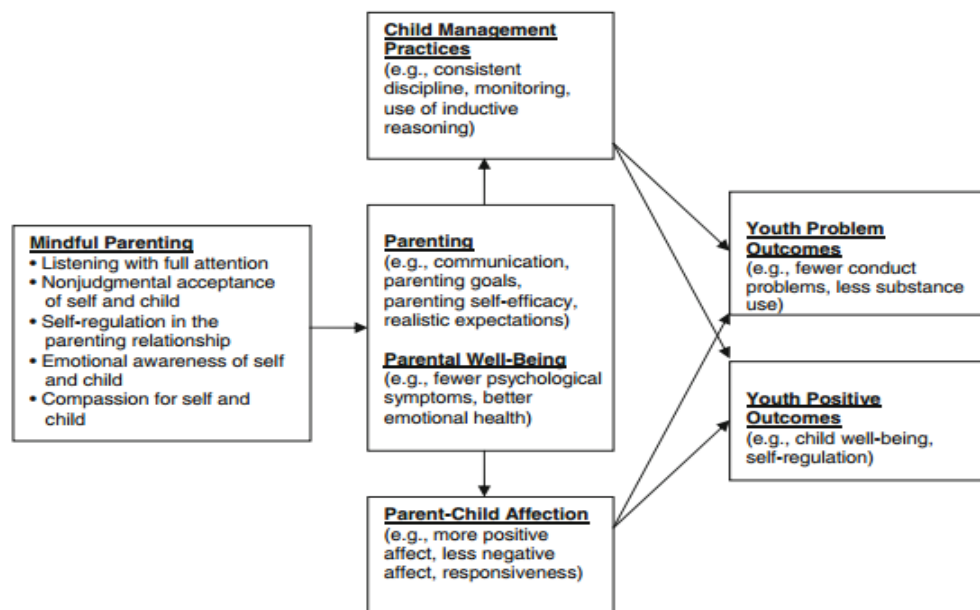 Child Management
Practices
(e.g., consistent
discipline, monitoring,
use of inductive
reasoning)
Mindful Parenting
• Listening with full attention
• Nonjudgmental acceptance
of self and child
• Self-regulation in the
parenting relationship
• Emotional awareness of self
and child
• Compassion for self and
child
Parenting
(e.g., communication,
parenting goals,
parenting self-efficacy,
realistic expectations)
Parental Well-Being
(e.g., fewer psychological
symptoms, better
emotional health)
Parent-Child Affection
(e.g., more positive
affect, less negative
affect, responsiveness)
Youth Problem
Outcomes
(e.g., fewer conduct
problems, less substance
use)
Youth Positive
Outcomes
(e.g., child well-being,
self-regulation)